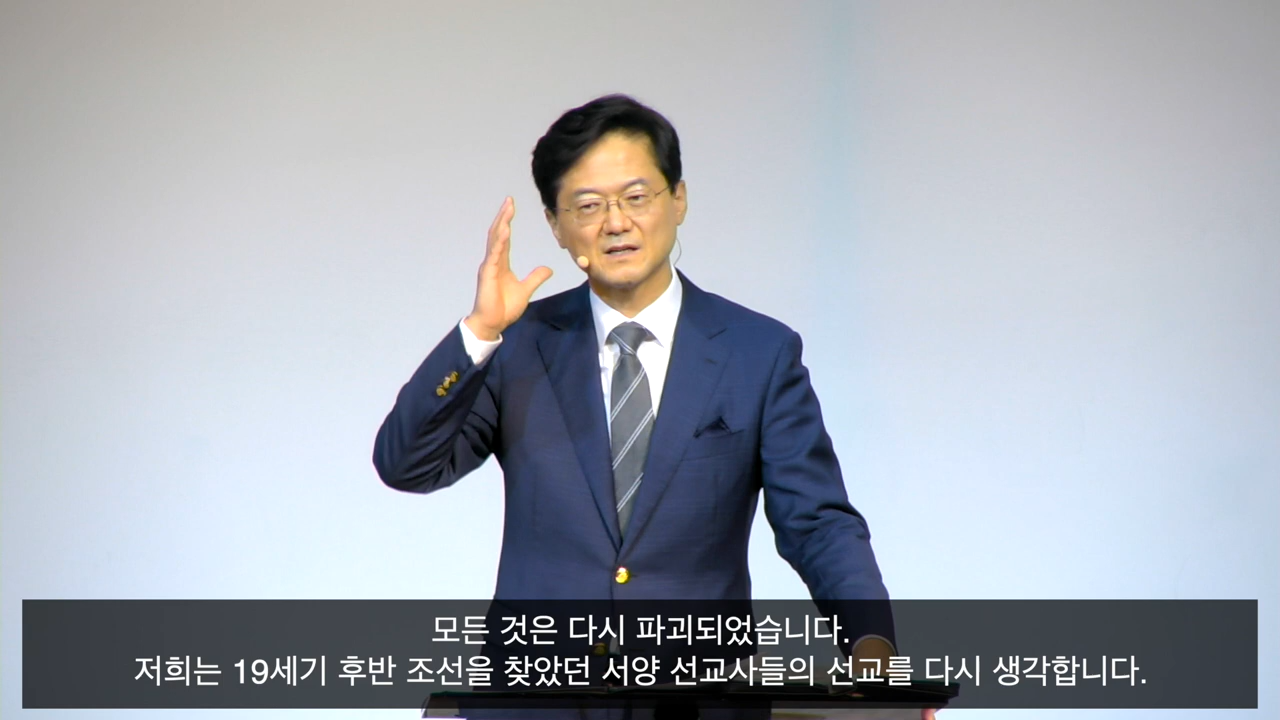 모든 것은 다시 파괴되었습니다.
저희는 19세기 후반 조선을 찾았던 서양 선교사들의 선교를 다시 생각합니다.